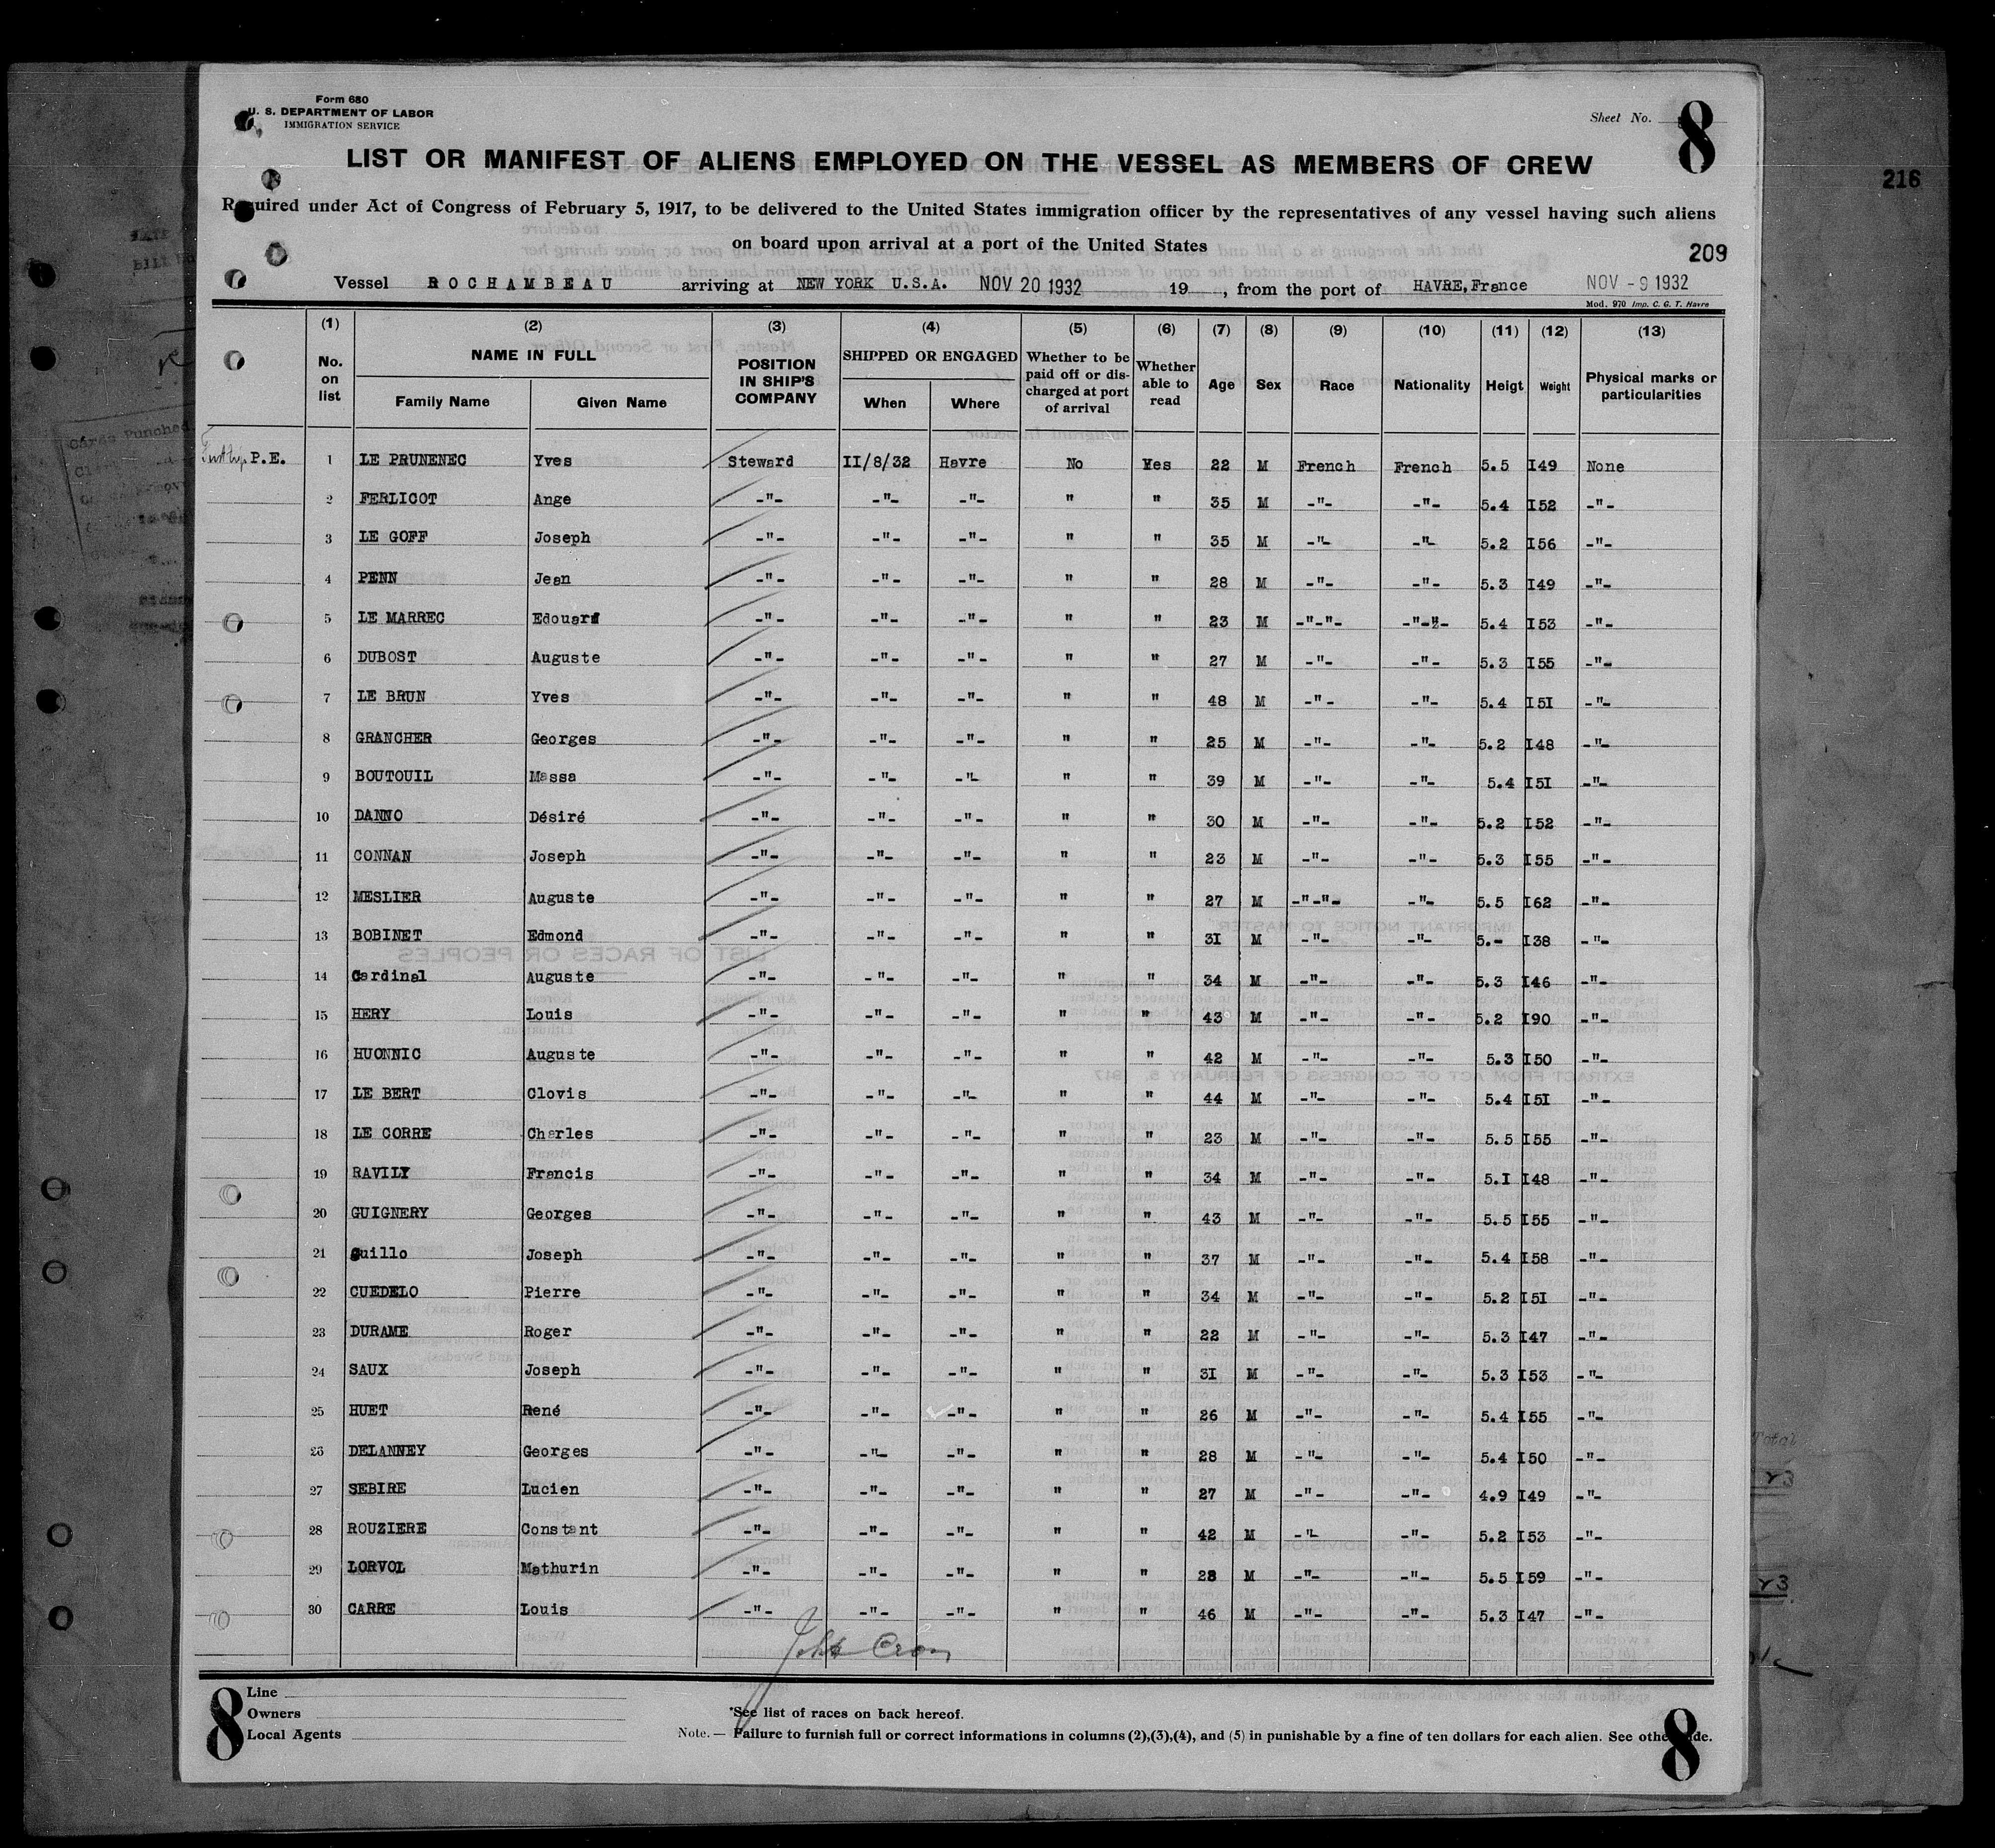 Form 680
U. S. DEPARTMENT OF LABOR
IMMIGRATION SERVICE
Sheet No. 8
LIST OR MANIFEST OF ALIENS EMPLOYED ON THE VESSEL AS MEMBERS OF CREW
216
Required under Act of Congress of February 5, 1917, to be delivered to the United States immigration officer by the representatives of any vessel having such aliens
on board upon arrival at a port of the United States
209
Vessel ROCHAMBEAU arriving at NEW YORK U.S.A. NOV 20 1932 19 , from the port of HAVRE, France NOV - 9 1932
Mod. 970 Imp. C. G. T. Havre
(1) (2) (3) (4) (5) (6) (7) (8) (9) (10) (11) (12) (13)
No. on list NAME IN FULL Family Name Given Name POSITION IN SHIP'S COMPANY SHIPPED OR ENGAGED When Where Whether to be paid off or discharged at port of arrival Whether able to read Age Sex Race Nationality Heigt Weight Physical marks or particularities
P.E. 1 LE PRUNENEC Yves Steward II/8/32 Havre No Yes 22 M French French 5.5 I49 None
2 FERLICOT Ange -"- -"- -"- " " 35 M -"- -"- 5.4 I52 -"-
3 LE GOFF Joseph -"- -"- -"- " " 35 M -"- -"- 5.2 I56 -"-
4 PENN Jean -"- -"- -"- " " 28 M -"- -"- 5.3 I49 -"-
5 LE MARREC Edouard -"- -"- -"- " " 23 M -"-"- -"-"- 5.4 I53 -"-
6 DUBOST Auguste -"- -"- -"- " " 27 M -"- -"- 5.3 I55 -"-
7 LE BRUN Yves -"- -"- -"- " " 48 M -"- -"- 5.4 I5I -"-
8 GRANCHER Georges -"- -"- -"- " " 25 M -"- -"- 5.2 I48 -"-
9 BOUTOUIL Massa -"- -"- -"- " " 39 M -"- -"- 5.4 I5I -"-
10 DANNO Désiré -"- -"- -"- " " 30 M -"- -"- 5.2 I52 -"-
11 CONNAN Joseph -"- -"- -"- " " 23 M -"- -"- 5.3 I55 -"-
12 MESLIER Auguste -"- -"- -"- " " 27 M -"-"- -"- 5.5 I62 -"-
13 BOBINET Edmond -"- -"- -"- " " 3I M -"- -"- 5.- I38 -"-
14 Cardinal Auguste -"- -"- -"- " " 34 M -"- -"- 5.3 I46 -"-
15 HERY Louis -"- -"- -"- " " 43 M -"- -"- 5.2 I90 -"-
16 HUONNIC Auguste -"- -"- -"- " " 42 M -"- -"- 5.3 I50 -"-
17 LE BERT Clovis -"- -"- -"- " " 44 M -"- -"- 5.4 I5I -"-
18 LE CORRE Charles -"- -"- -"- " " 23 M -"- -"- 5.5 I55 -"-
19 RAVILY Francis -"- -"- -"- " " 34 M -"- -"- 5.I I48 -"-
20 GUIGNERY Georges -"- -"- -"- " " 43 M -"- -"- 5.5 I55 -"-
21 Guillo Joseph -"- -"- -"- " " 37 M -"- -"- 5.4 I58 -"-
22 CUEDELO Pierre -"- -"- -"- " " 34 M -"- -"- 5.2 I5I -"-
23 DURAME Roger -"- -"- -"- " " 22 M -"- -"- 5.3 I47 -"-
24 SAUX Joseph -"- -"- -"- " " 3I M -"- -"- 5.3 I53 -"-
25 HUET René -"- -"- -"- " " 26 M -"- -"- 5.4 I55 -"-
26 DELANNEY Georges -"- -"- -"- " " 28 M -"- -"- 5.4 I50 -"-
27 SEBIRE Lucien -"- -"- -"- " " 27 M -"- -"- 4.9 I49 -"-
28 ROUZIERE Constant -"- -"- -"- " " 42 M -"- -"- 5.2 I53 -"-
29 LORVOL Mathurin -"- -"- -"- " " 28 M -"- -"- 5.5 I59 -"-
30 CARRE Louis -"- -"- -"- " " 46 M -"- -"- 5.3 I47 -"-
8
Line
Owners
Local Agents
*See list of races on back hereof.
Note.— Failure to furnish full or correct informations in columns (2),(3),(4), and (5) in punishable by a fine of ten dollars for each alien. See other side.
8